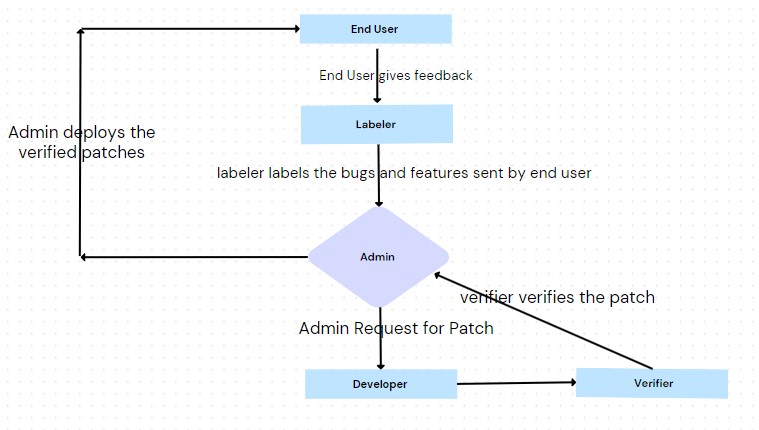 End User
End User gives feedback
Labeler
Admin deploys the
verified patches
labeler labels the bugs and features sent by end user
Admin
verifier verifies the patch
Admin Request for Patch
Developer
Verifier